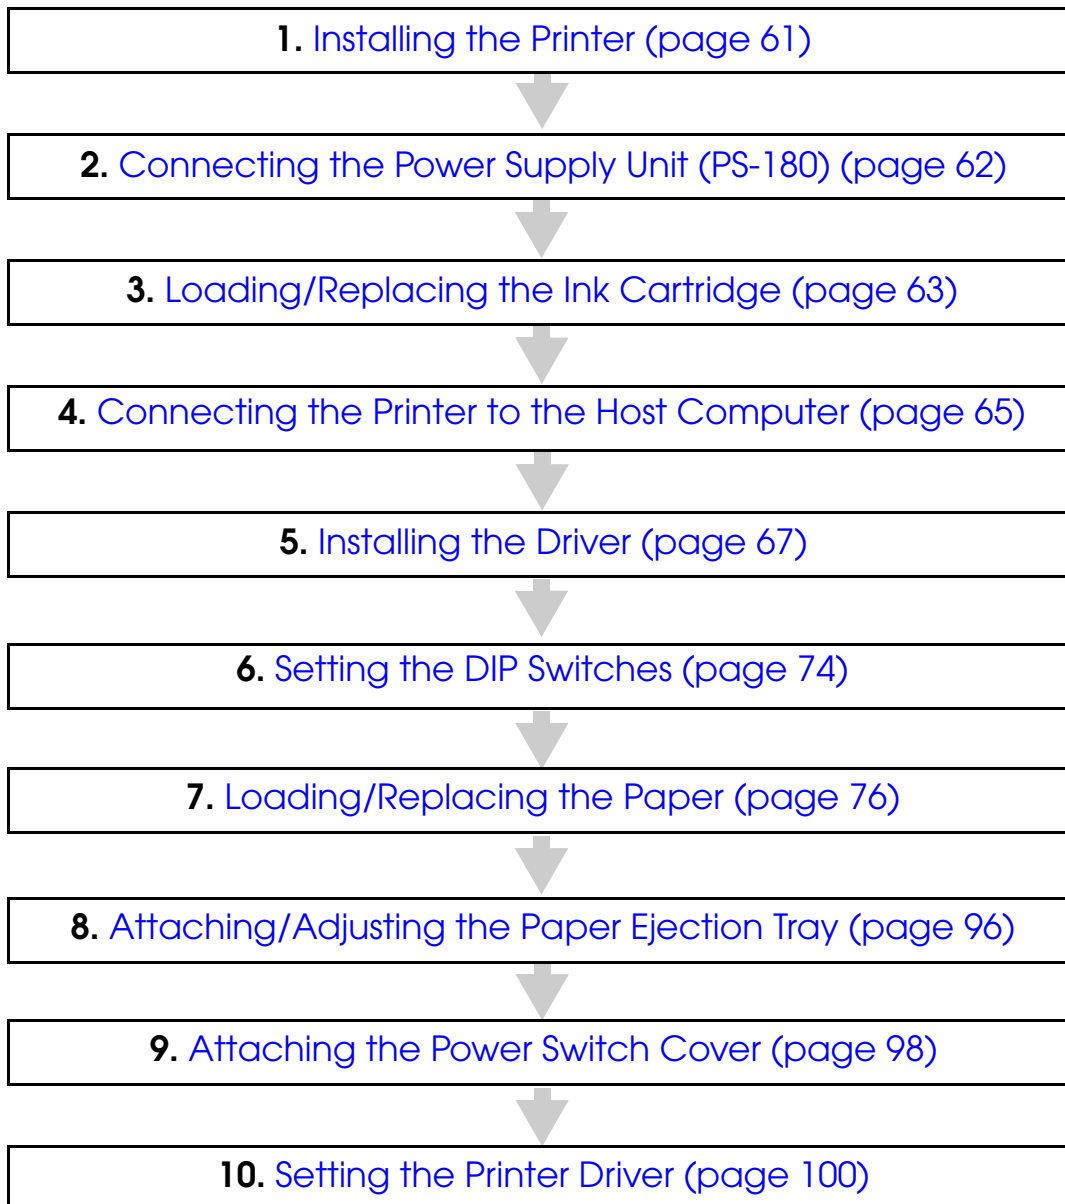 1. Installing the Printer (page 61)
2. Connecting the Power Supply Unit (PS-180) (page 62)
3. Loading/Replacing the Ink Cartridge (page 63)
4. Connecting the Printer to the Host Computer (page 65)
5. Installing the Driver (page 67)
6. Setting the DIP Switches (page 74)
7. Loading/Replacing the Paper (page 76)
8. Attaching/Adjusting the Paper Ejection Tray (page 96)
9. Attaching the Power Switch Cover (page 98)
10. Setting the Printer Driver (page 100)